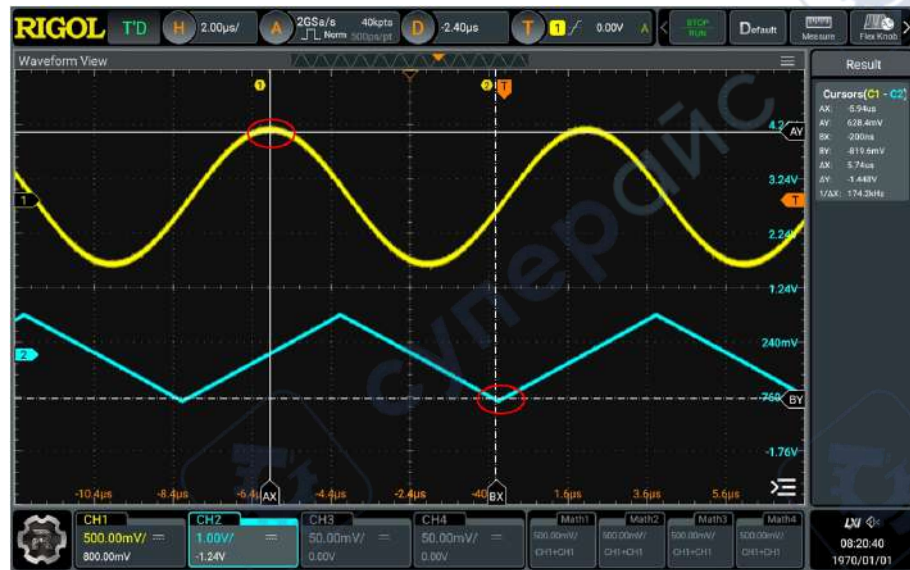 RIGOL T'D H 2.00μs/ A 2GSa/s 40kpts Norm 500ps/pt D -2.40μs T 1 0.00V A STOP RUN Default Measure Flex Knob
Waveform View
Result
1
2 T
Cursors(C1 - C2)
AX: -5.94us
AY: 628.4mV
BX: -200ns
BY: -819.6mV
ΔX: 5.74us
ΔY: -1.448V
1/ΔX: 174.2kHz
AY
3.24V
1
T
2.24V
1.24V
240mV
2
BY
-1.76V
-10.4μs -8.4μs AX -4.4μs -2.4μs BX 1.6μs 3.6μs 5.6μs
суперайс
CH1 CH2 CH3 CH4 Math1 Math2 Math3 Math4
500.00mV/ 1.00V/ 50.00mV/ 50.00mV/ 500.00mV/ 500.00mV/ 500.00mV/ 500.00mV/
800.00mV -1.24V 0.00V 0.00V CH1+CH1 CH1+CH1 CH1+CH1 CH1+CH1
LXI
08:20:40
1970/01/01